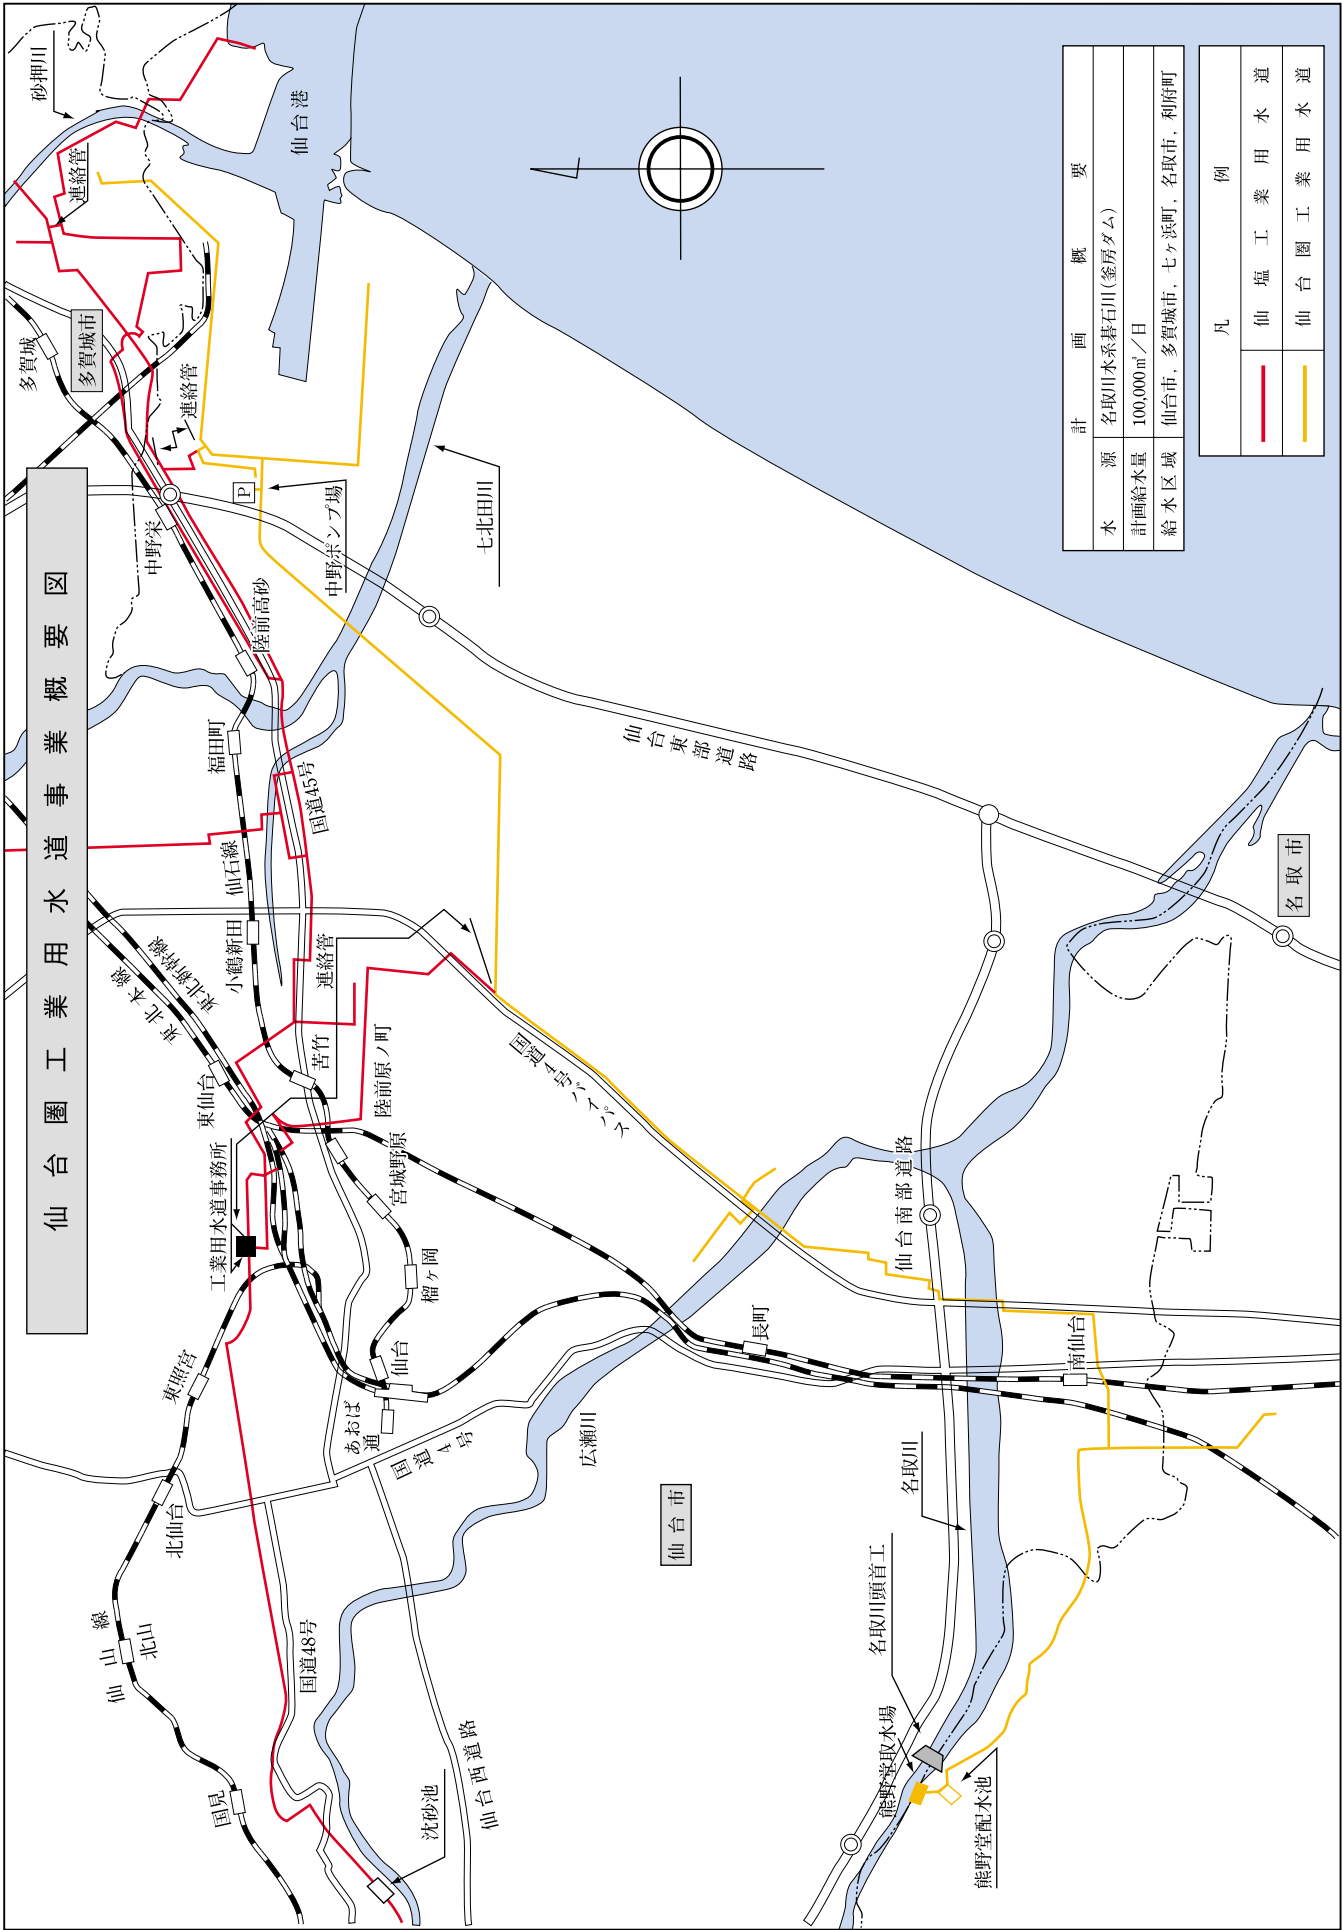 仙台圏工業用水道事業概要図
計画概要
水源 名取川水系碁石川(釜房ダム)
計画給水量 100,000㎥／日
給水区域 仙台市，多賀城市，七ヶ浜町，名取市，利府町
凡例
仙塩工業用水道
仙台圏工業用水道
砂押川
連絡管
仙台港
多賀城
多賀城市
連絡管
P
中野栄
中野ポンプ場
七北田川
陸前高砂
福田町
国道45号
仙台東部道路
仙石線
小鶴新田
連絡管
東北新幹線
東北本線
東仙台
苦竹
陸前原ノ町
国道4号バイパス
名取市
工業用水道事務所
宮城野原
榴ヶ岡
仙台南部道路
東照宮
仙台
あおば
通
長町
南仙台
国道4号
広瀬川
北仙台
仙台市
名取川
仙山線
北山
国道48号
名取川頭首工
国見
沈砂池
仙台西道路
熊野堂取水場
熊野堂配水池